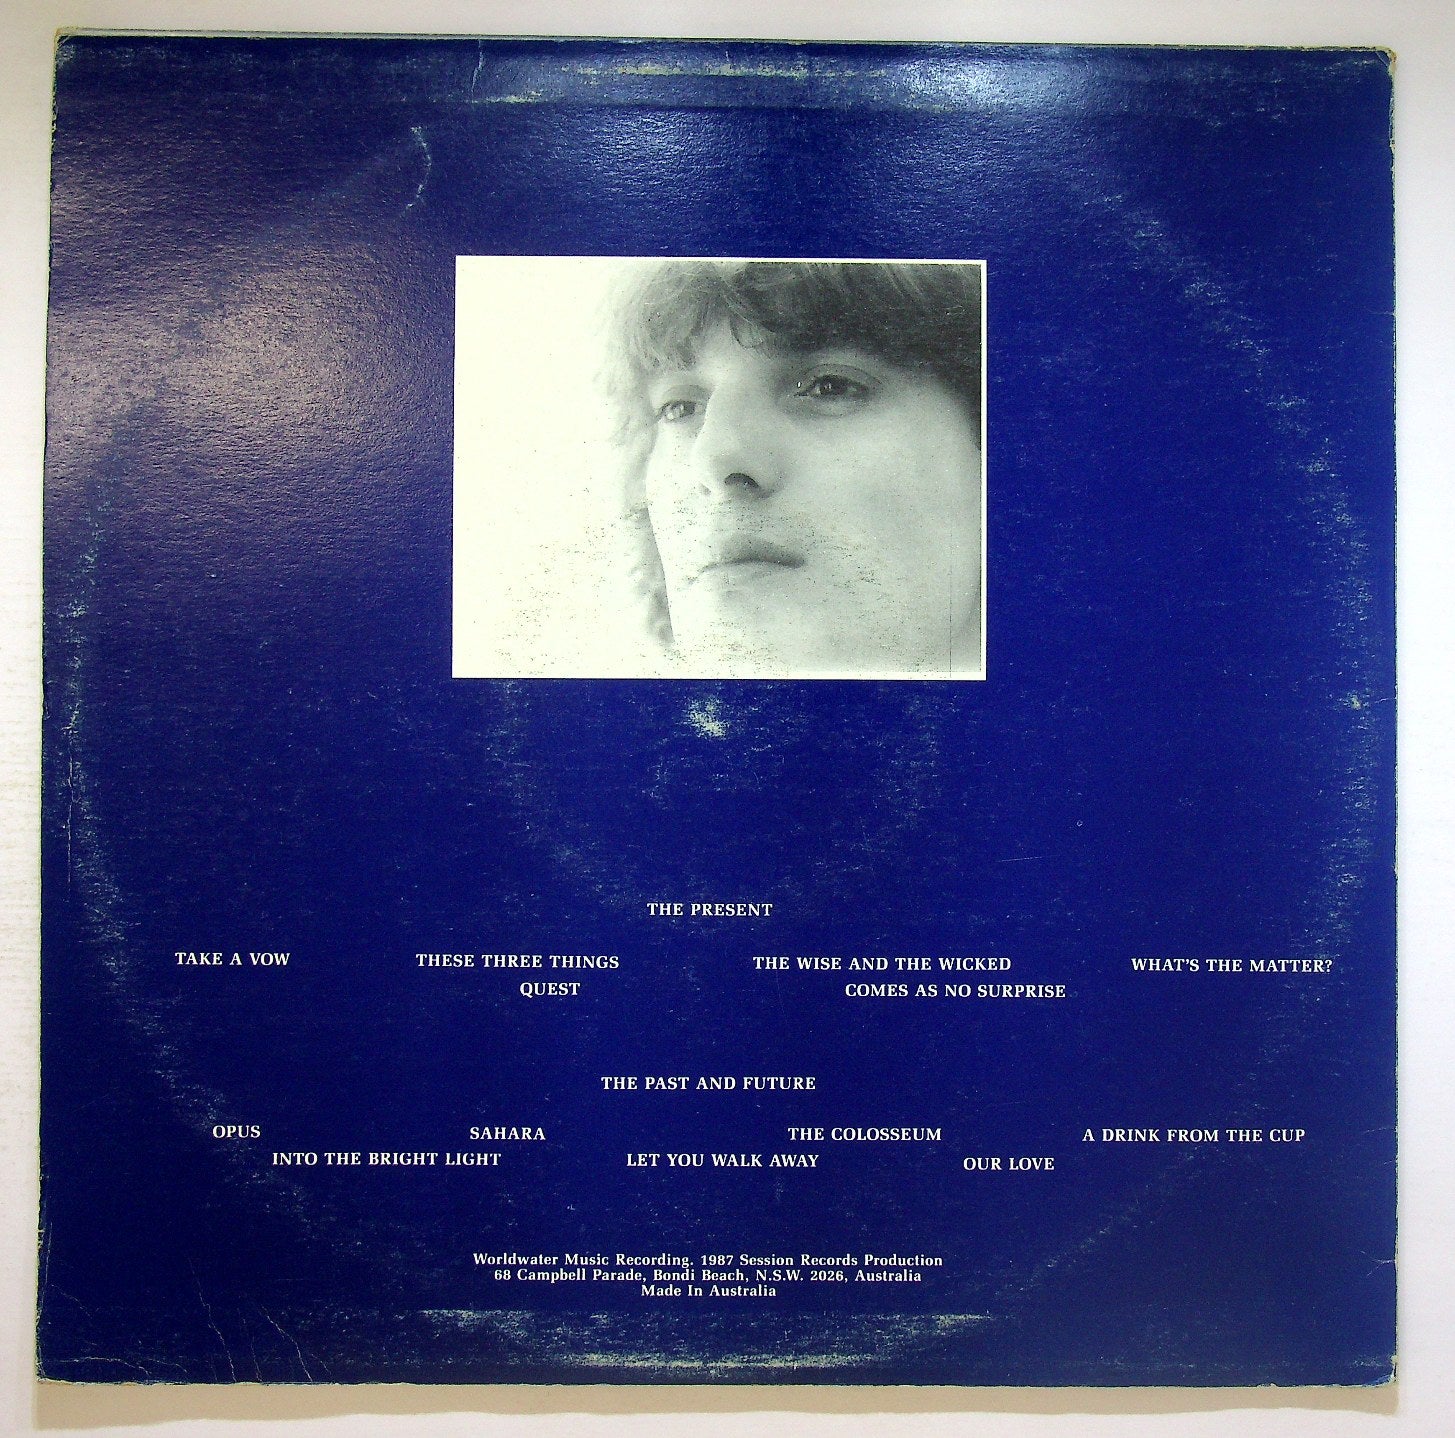 THE PRESENT
TAKE A VOW THESE THREE THINGS THE WISE AND THE WICKED WHAT'S THE MATTER?
QUEST COMES AS NO SURPRISE
THE PAST AND FUTURE
OPUS SAHARA THE COLOSSEUM A DRINK FROM THE CUP
INTO THE BRIGHT LIGHT LET YOU WALK AWAY OUR LOVE
Worldwater Music Recording. 1987 Session Records Production
68 Campbell Parade, Bondi Beach, N.S.W. 2026, Australia
Made In Australia